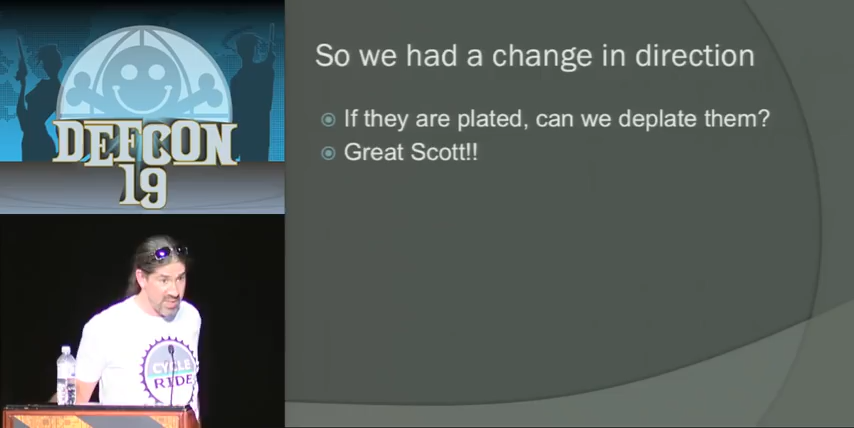 DEFCON
19
So we had a change in direction
If they are plated, can we deplate them?
Great Scott!!
CYCLE
RIDE